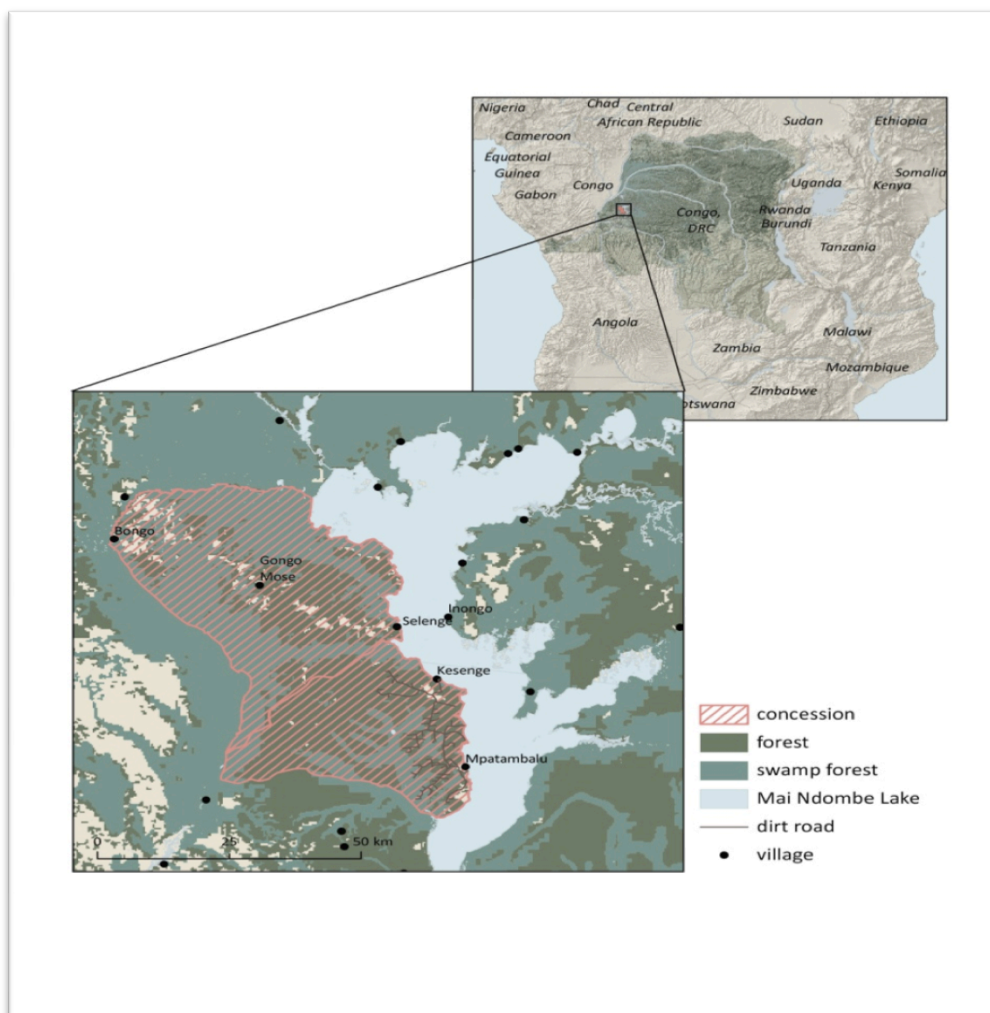 Nigeria
Chad
Central
African Republic
Sudan
Ethiopia
Cameroon
Equatorial
Guinea
Gabon
Congo
Uganda
Somalia
Kenya
Congo,
DRC
Rwanda
Burundi
Tanzania
Angola
Malawi
Zambia
Mozambique
Zimbabwe
otswana
Bongo
Gongo
Mose
Inongo
Selenge
Kesenge
Mpatambalu
0
25
50 km
concession
forest
swamp forest
Mai Ndombe Lake
dirt road
village